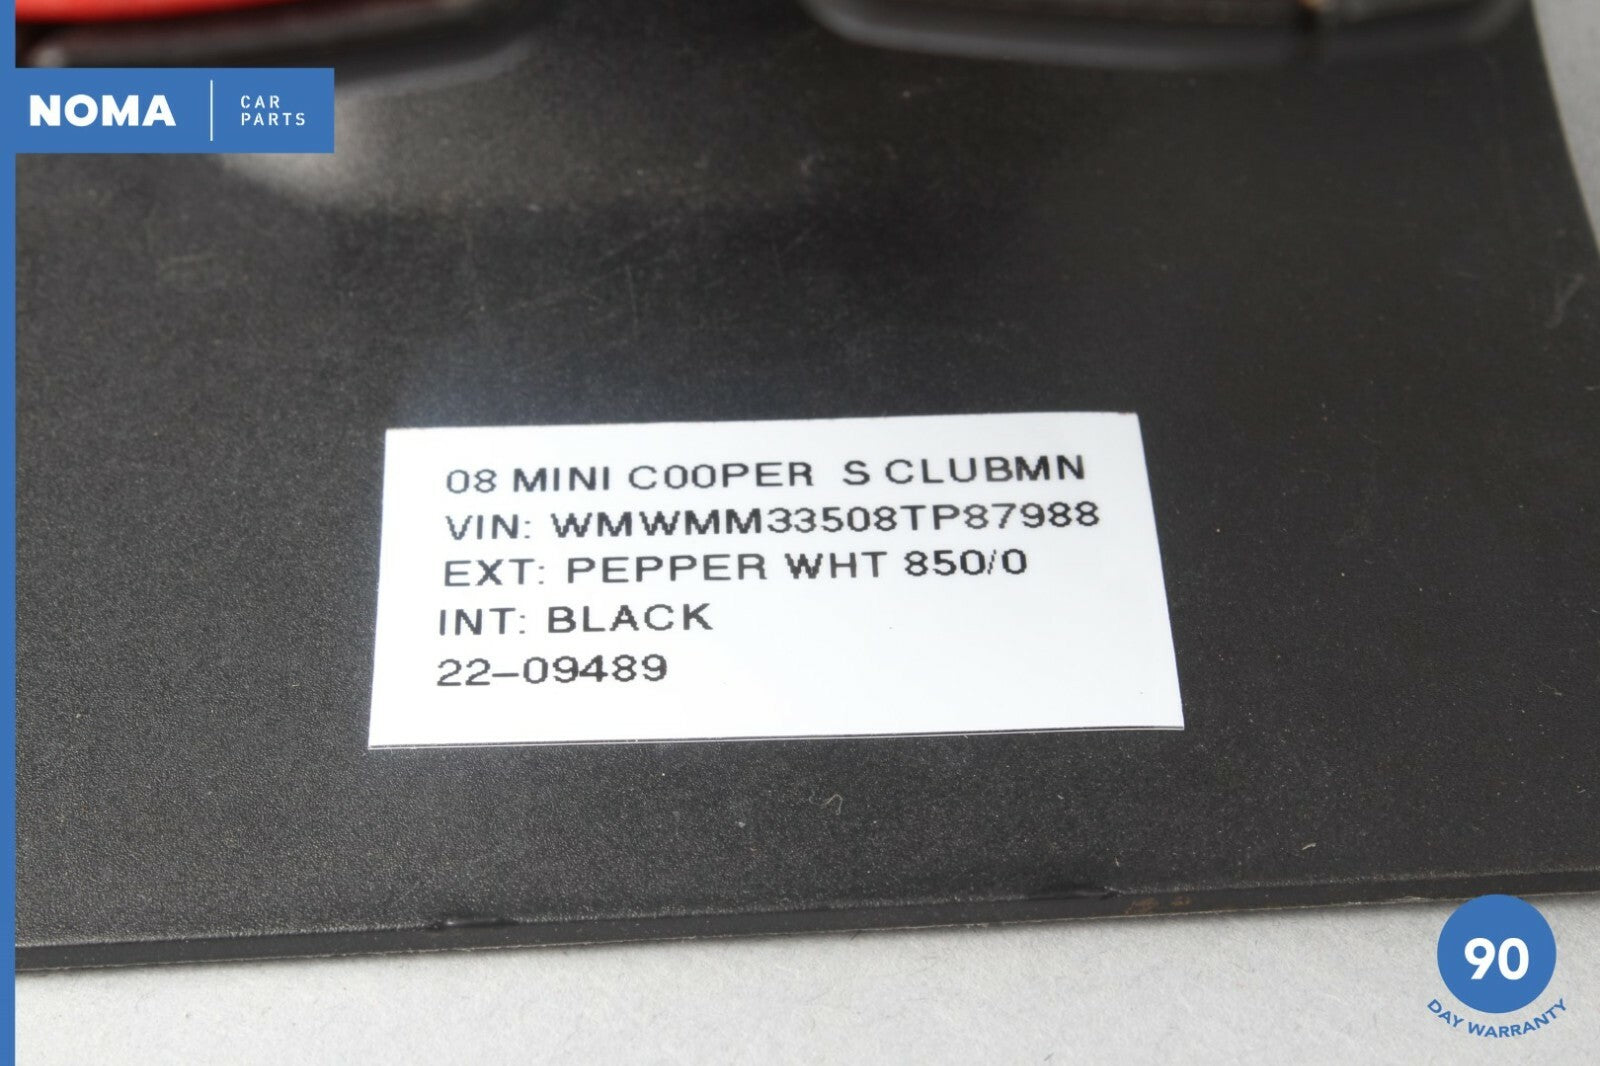 NOMA
CAR
PARTS
08 MINI COOPER S CLUBMN
VIN: WMWMM33508TP87988
EXT: PEPPER WHT 850/0
INT: BLACK
22-09489
90
DAY WARRANTY